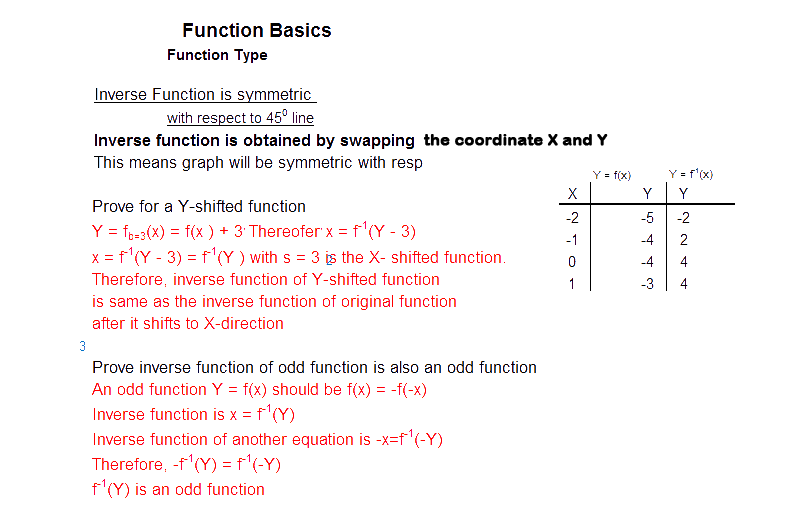 Function Basics
Function Type
Inverse Function is symmetric
with respect to 45⁰ line
Inverse function is obtained by swapping the coordinate X and Y
This means graph will be symmetric with resp
Prove for a Y-shifted function
Y = f_b=3(x) = f(x ) + 3 Thereofer x = f⁻¹(Y - 3)
x = f⁻¹(Y - 3) = f⁻¹(Y ) with s = 3 is the X- shifted function.
Therefore, inverse function of Y-shifted function
is same as the inverse function of original function
after it shifts to X-direction
Y = f(x) Y = f⁻¹(x)
X Y Y
-2 -5 -2
-1 -4 2
0 -4 4
1 -3 4
3
Prove inverse function of odd function is also an odd function
An odd function Y = f(x) should be f(x) = -f(-x)
Inverse function is x = f⁻¹(Y)
Inverse function of another equation is -x=f⁻¹(-Y)
Therefore, -f⁻¹(Y) = f⁻¹(-Y)
f⁻¹(Y) is an odd function